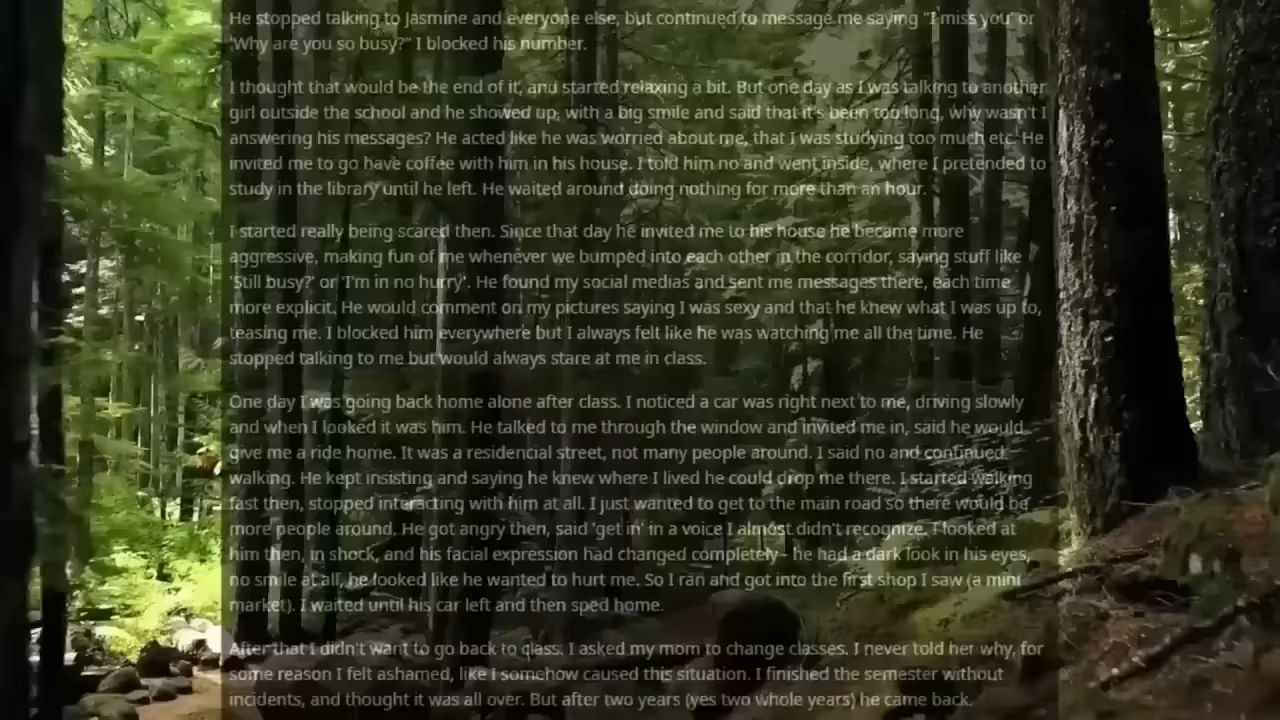 He stopped talking to Jasmine and everyone else, but continued to message me saying "I miss you' or
'Why are you so busy?" I blocked his number.
I thought that would be the end of it, and started relaxing a bit. But one day as I was talking to another
girl outside the school and he showed up, with a big smile and said that it's been too long, why wasn't I
answering his messages? He acted like he was worried about me, that I was studying too much etc. He
invited me to go have coffee with him in his house. I told him no and went inside, where I pretended to
study in the library until he left. He waited around doing nothing for more than an hour.
I started really being scared then. Since that day he invited me to his house he became more
aggressive, making fun of me whenever we bumped into each other in the corridor, saying stuff like
'Still busy?' or 'I'm in no hurry'. He found my social medias and sent me messages there, each time
more explicit. He would comment on my pictures saying I was sexy and that he knew what I was up to,
teasing me. I blocked him everywhere but I always felt like he was watching me all the time. He
stopped talking to me but would always stare at me in class.
One day I was going back home alone after class. I noticed a car was right next to me, driving slowly
and when I looked it was him. He talked to me through the window and invited me in, said he would
give me a ride home. It was a residencial street, not many people around. I said no and continued
walking. He kept insisting and saying he knew where I lived he could drop me there. I started walking
fast then, stopped interacting with him at all. I just wanted to get to the main road so there would be
more people around. He got angry then, said 'get in' in a voice I almost didn't recognize. I looked at
him then, in shock, and his facial expression had changed completely - he had a dark look in his eyes,
no smile at all, he looked like he wanted to hurt me. So I ran and got into the first shop I saw (a mini
market). I waited until his car left and then sped home.
After that I didn't want to go back to class. I asked my mom to change classes. I never told her why, for
some reason I felt ashamed, like I somehow caused this situation. I finished the semester without
incidents, and thought it was all over. But after two years (yes two whole years) he came back.